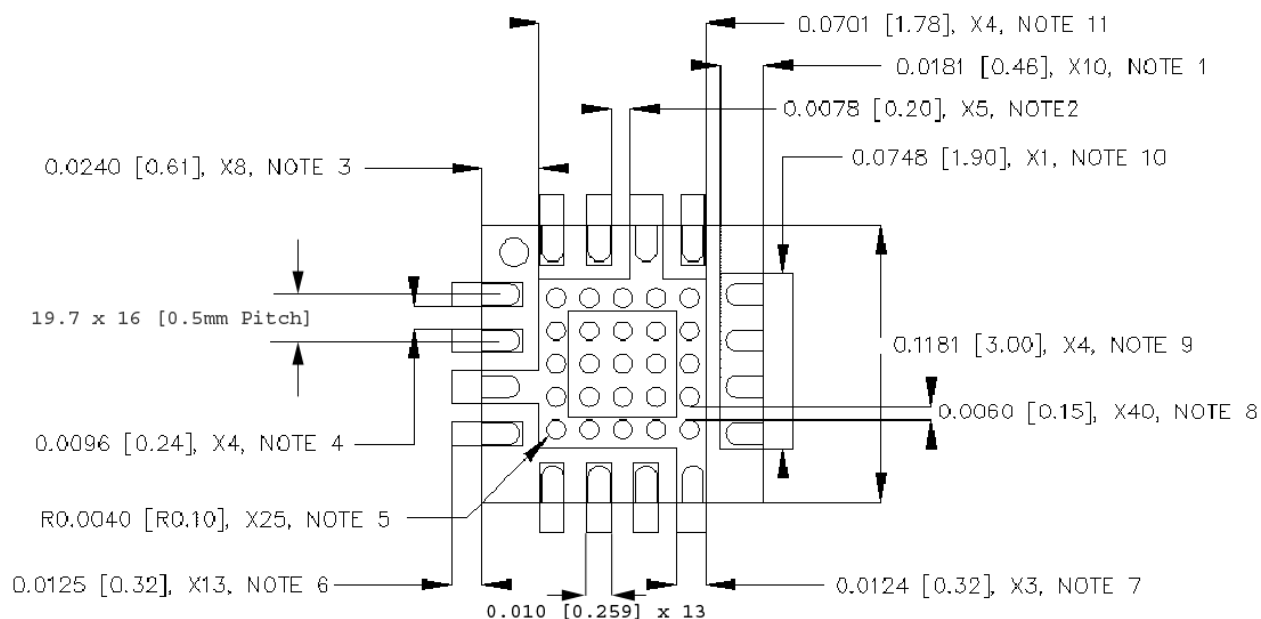 0.0701 [1.78], X4, NOTE 11
0.0181 [0.46], X10, NOTE 1
0.0078 [0.20], X5, NOTE2
0.0748 [1.90], X1, NOTE 10
0.0240 [0.61], X8, NOTE 3
19.7 x 16 [0.5mm Pitch]
0.1181 [3.00], X4, NOTE 9
0.0060 [0.15], X40, NOTE 8
0.0096 [0.24], X4, NOTE 4
R0.0040 [R0.10], X25, NOTE 5
0.0125 [0.32], X13, NOTE 6
0.0124 [0.32], X3, NOTE 7
0.010 [0.259] x 13